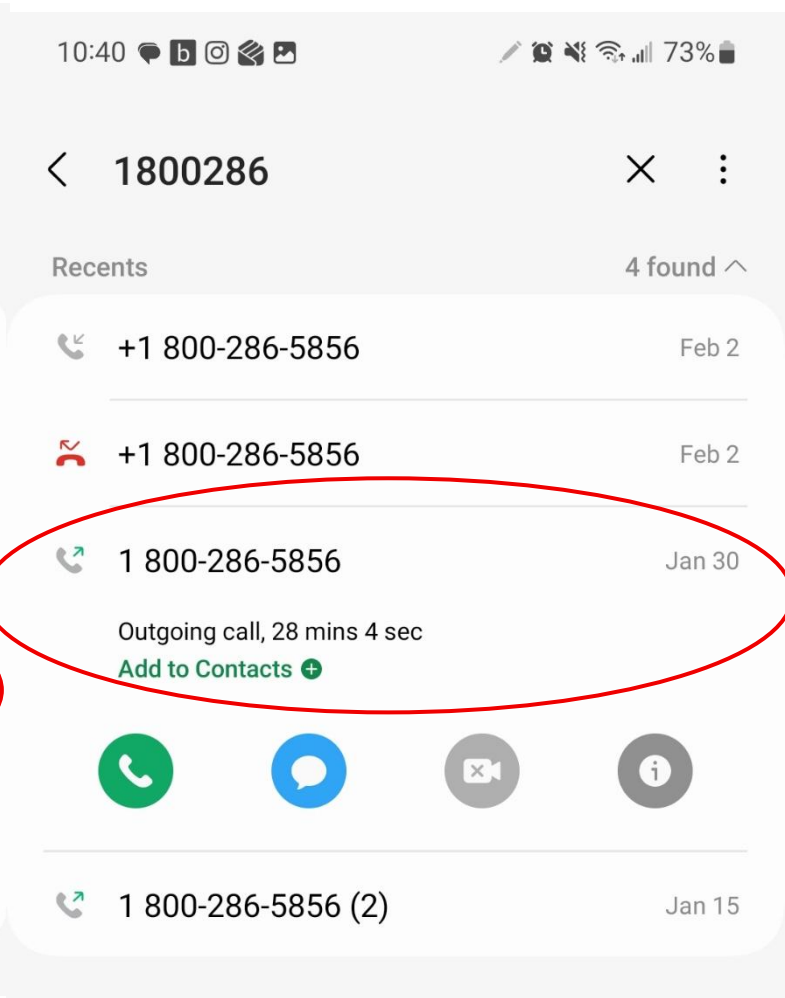 10:40 73%
1800286
Recents 4 found
+1 800-286-5856 Feb 2
+1 800-286-5856 Feb 2
1 800-286-5856 Jan 30
Outgoing call, 28 mins 4 sec
Add to Contacts
1 800-286-5856 (2) Jan 15